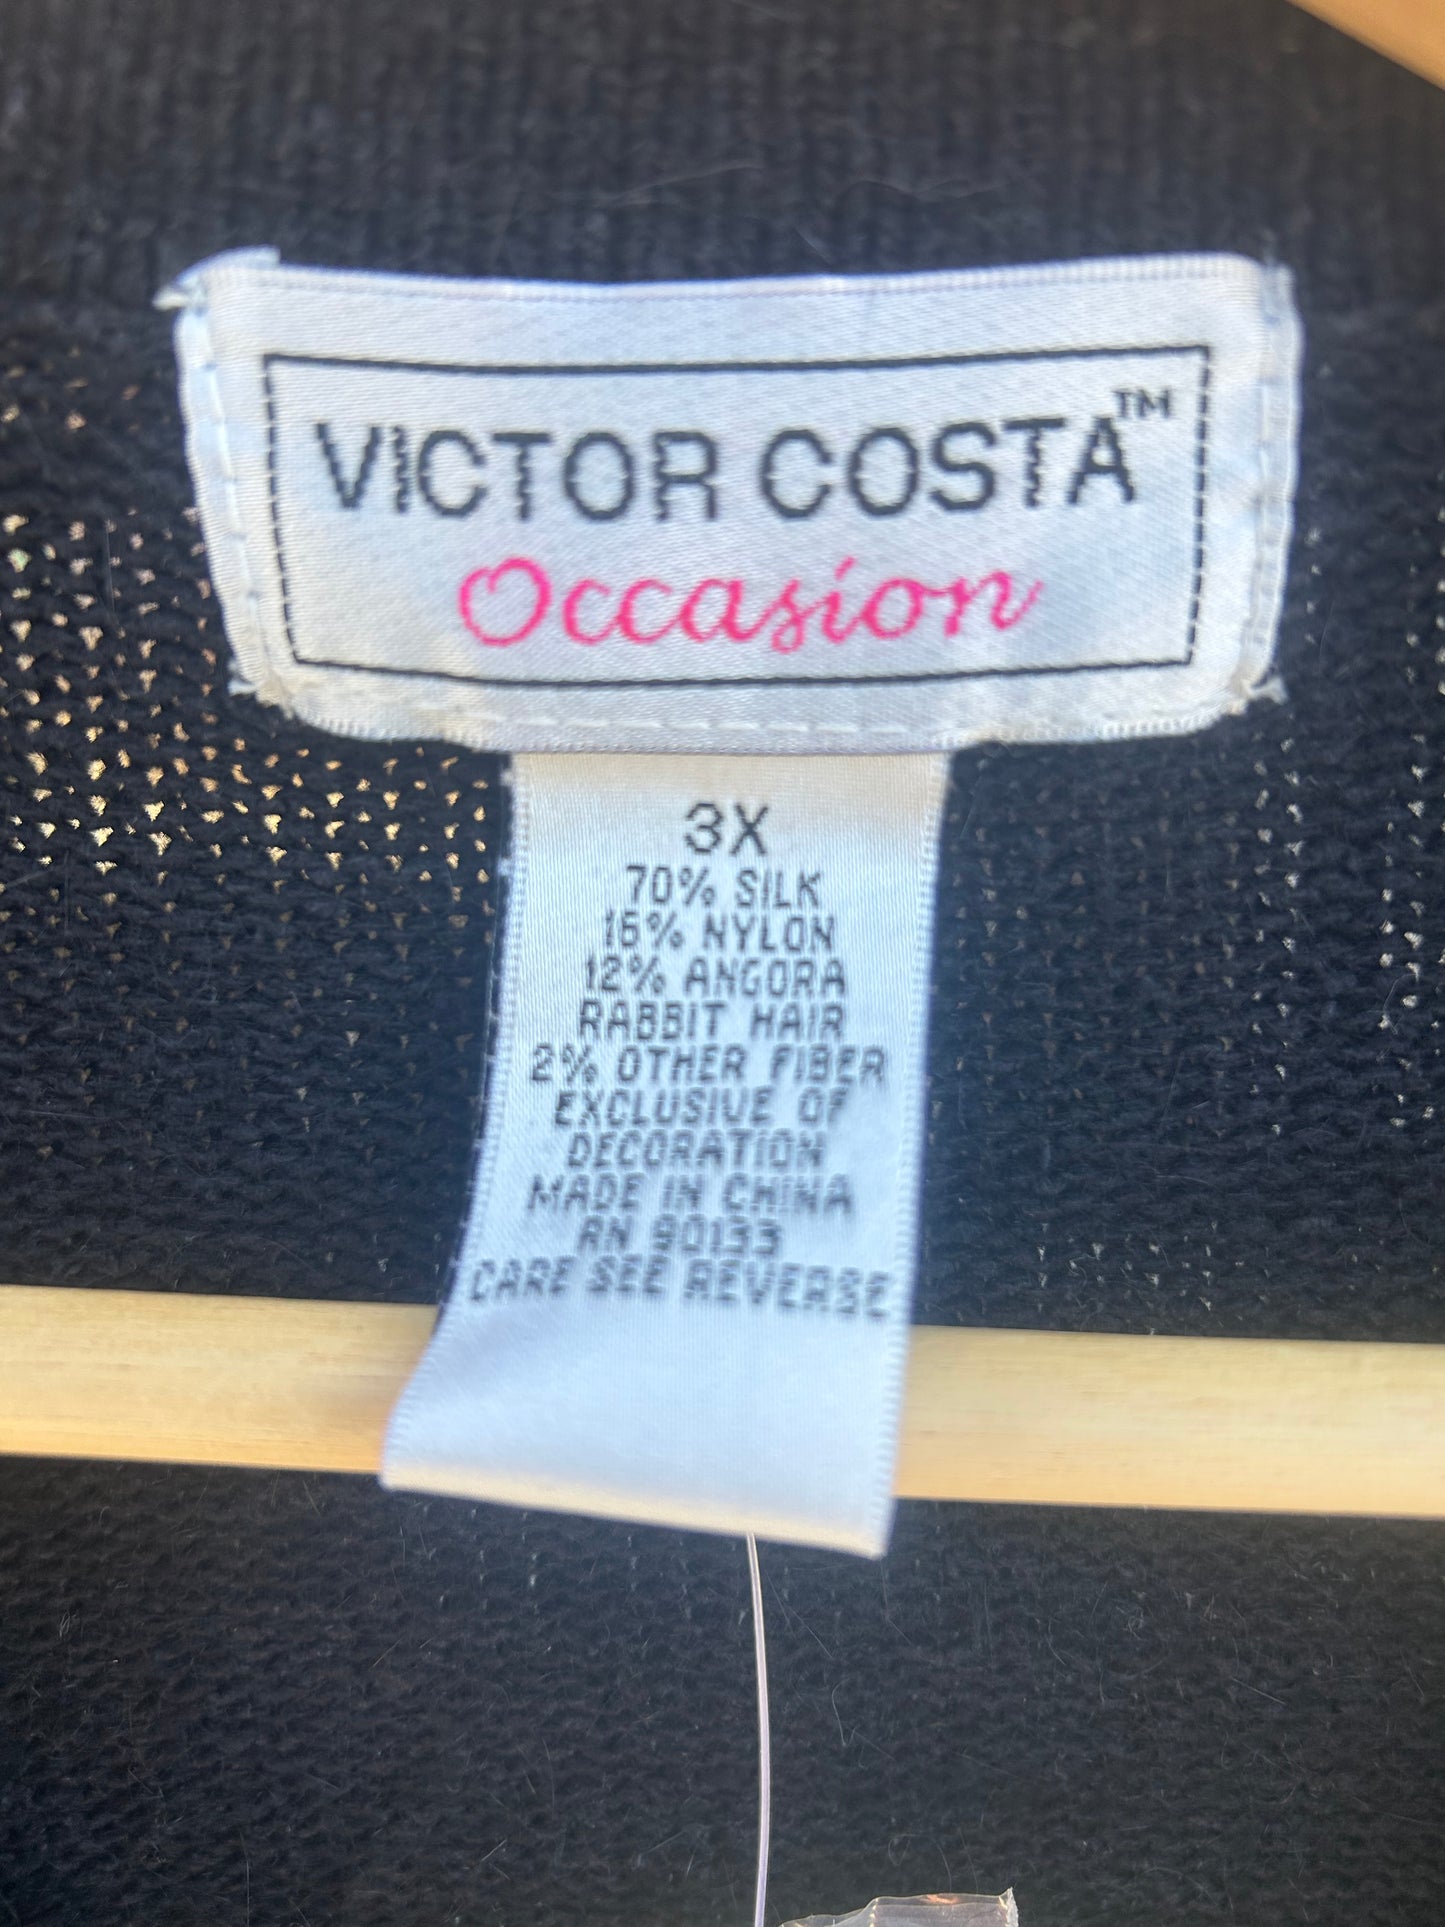 VICTOR COSTA™
Occasion
3X
70% SILK
16% NYLON
12% ANGORA
RABBIT HAIR
2% OTHER FIBER
EXCLUSIVE OF
DECORATION
MADE IN CHINA
RN 90133
CARE SEE REVERSE